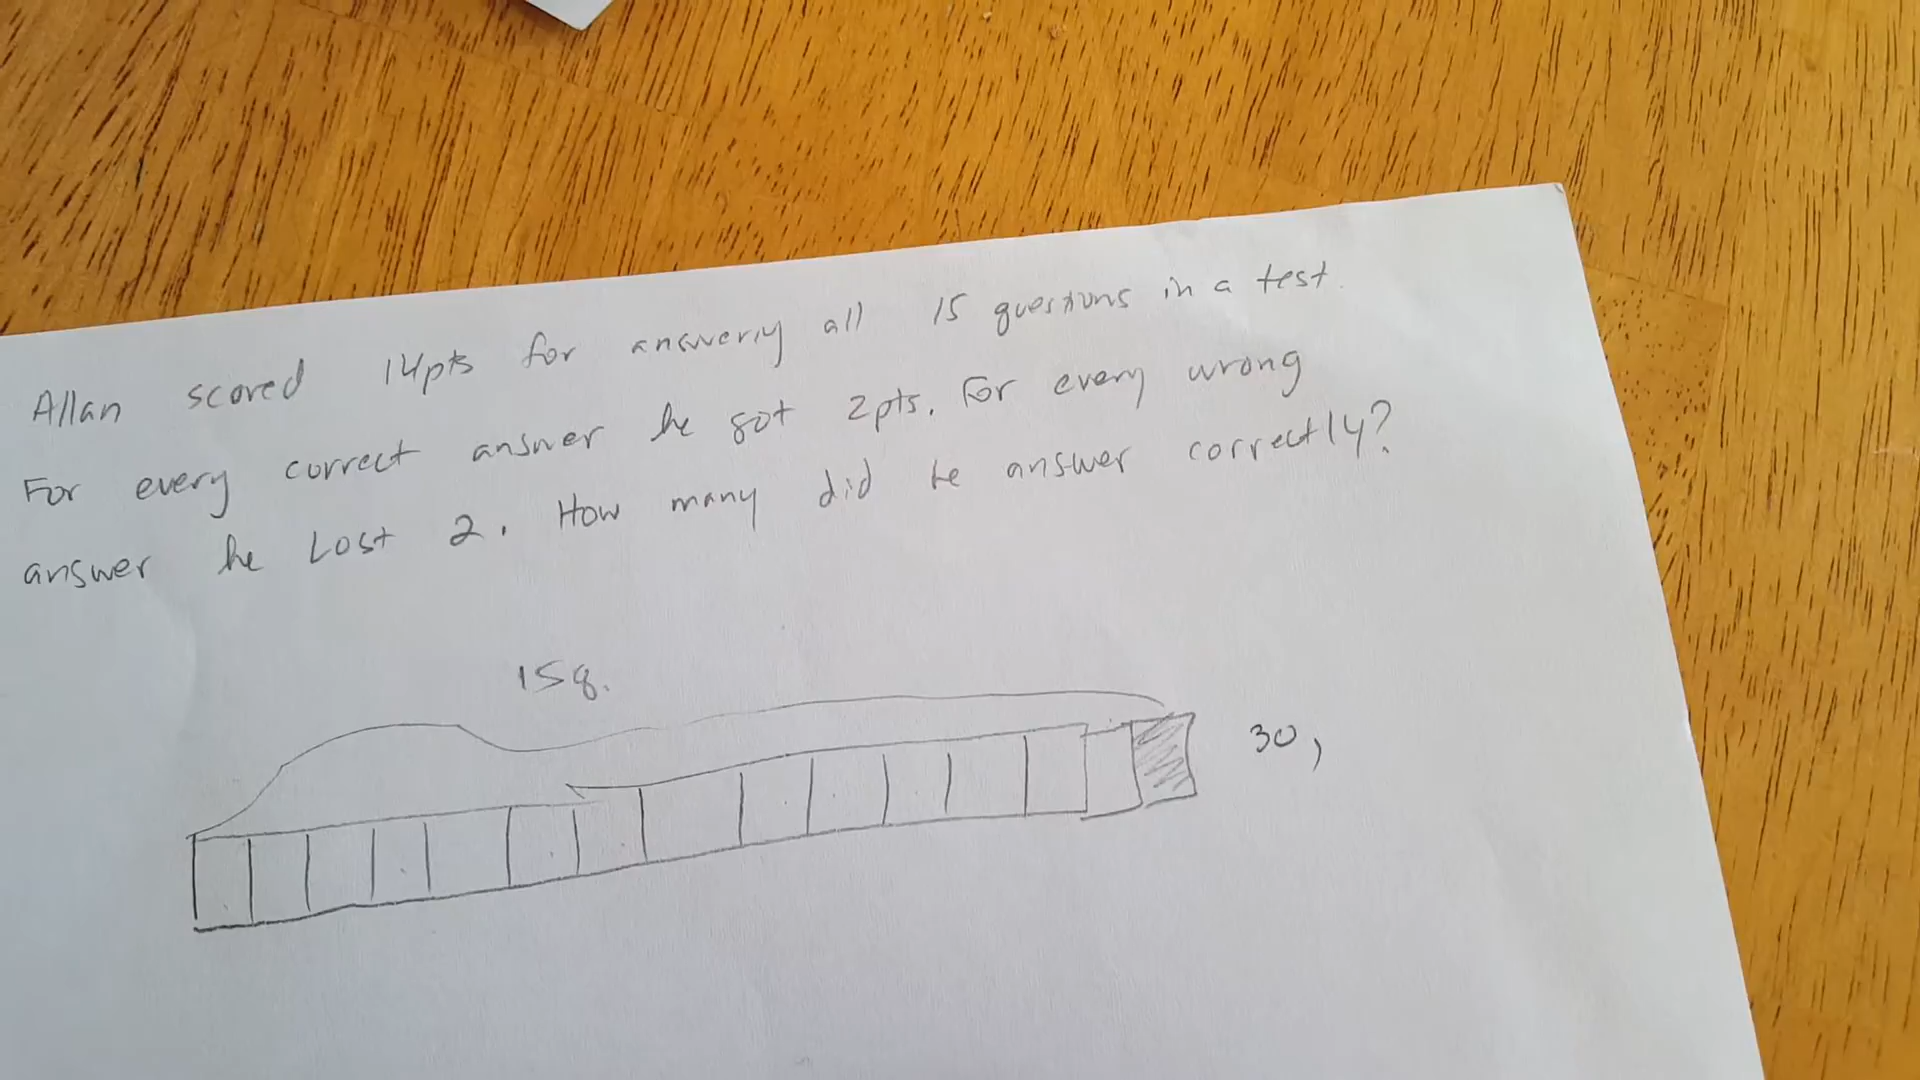 Allan scored 14pts for answering all 15 questions in a test.
For every correct answer he got 2pts. For every wrong
answer he Lost 2. How many did he answer correctly?
15q.
30,